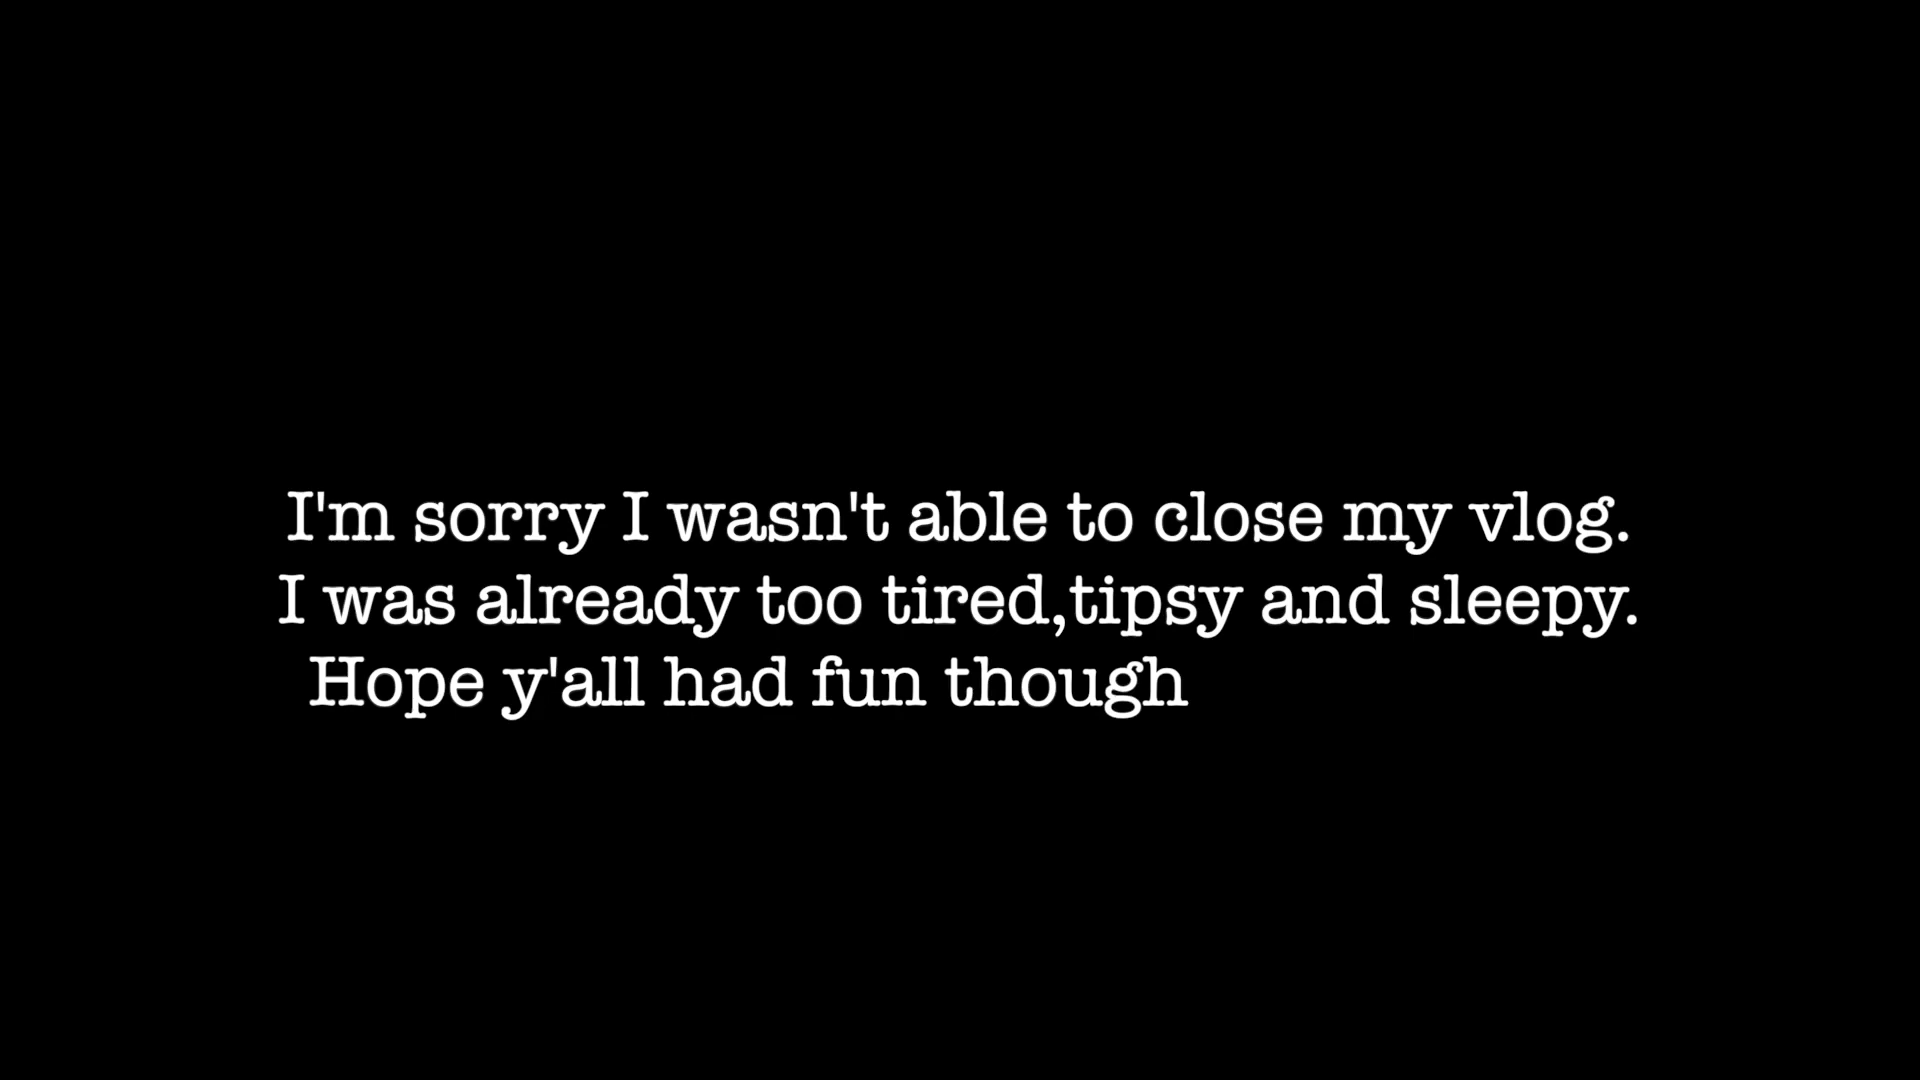 I'm sorry I wasn't able to close my vlog.
I was already too tired,tipsy and sleepy.
Hope y'all had fun though